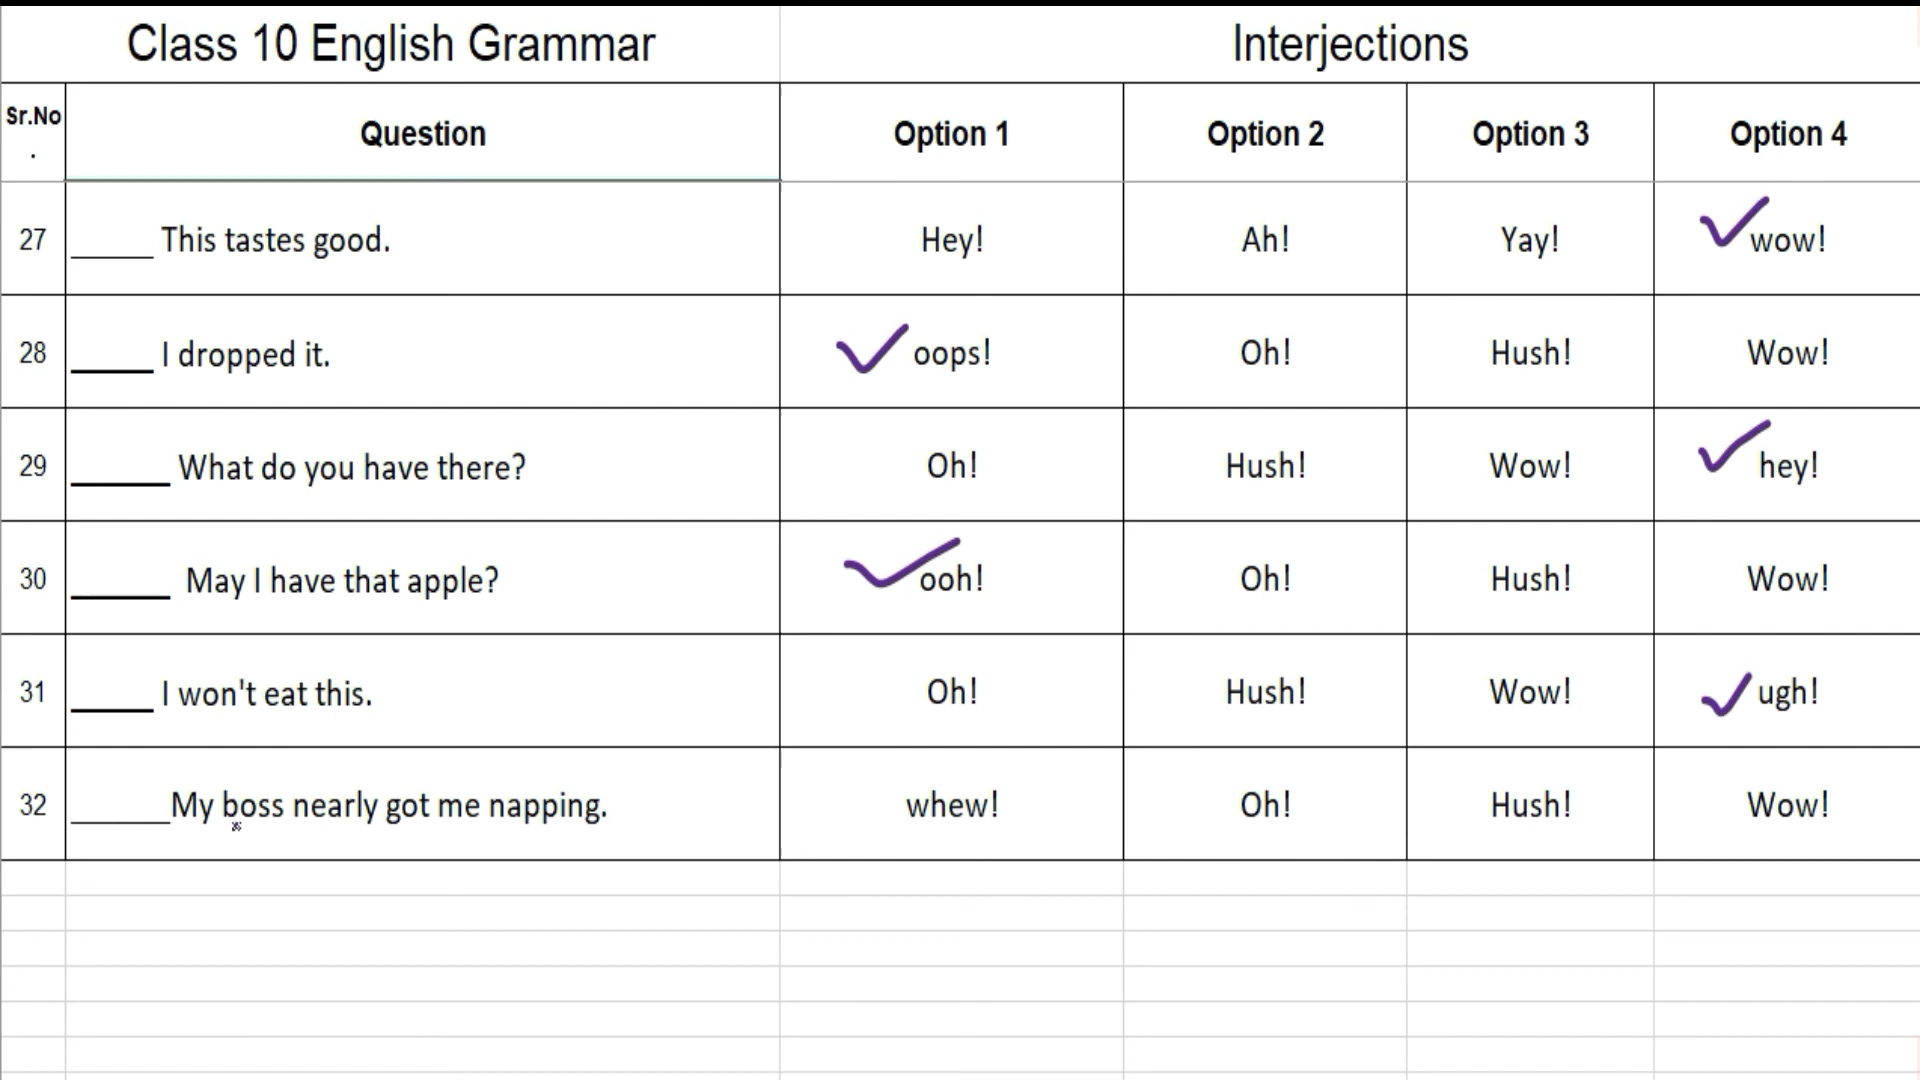 Class 10 English Grammar Interjections
Sr.No. Question Option 1 Option 2 Option 3 Option 4
27 _____ This tastes good. Hey! Ah! Yay! wow!
28 _____ I dropped it. oops! Oh! Hush! Wow!
29 ______ What do you have there? Oh! Hush! Wow! hey!
30 ______ May I have that apple? ooh! Oh! Hush! Wow!
31 _____ I won't eat this. Oh! Hush! Wow! ugh!
32 ______My boss nearly got me napping. whew! Oh! Hush! Wow!